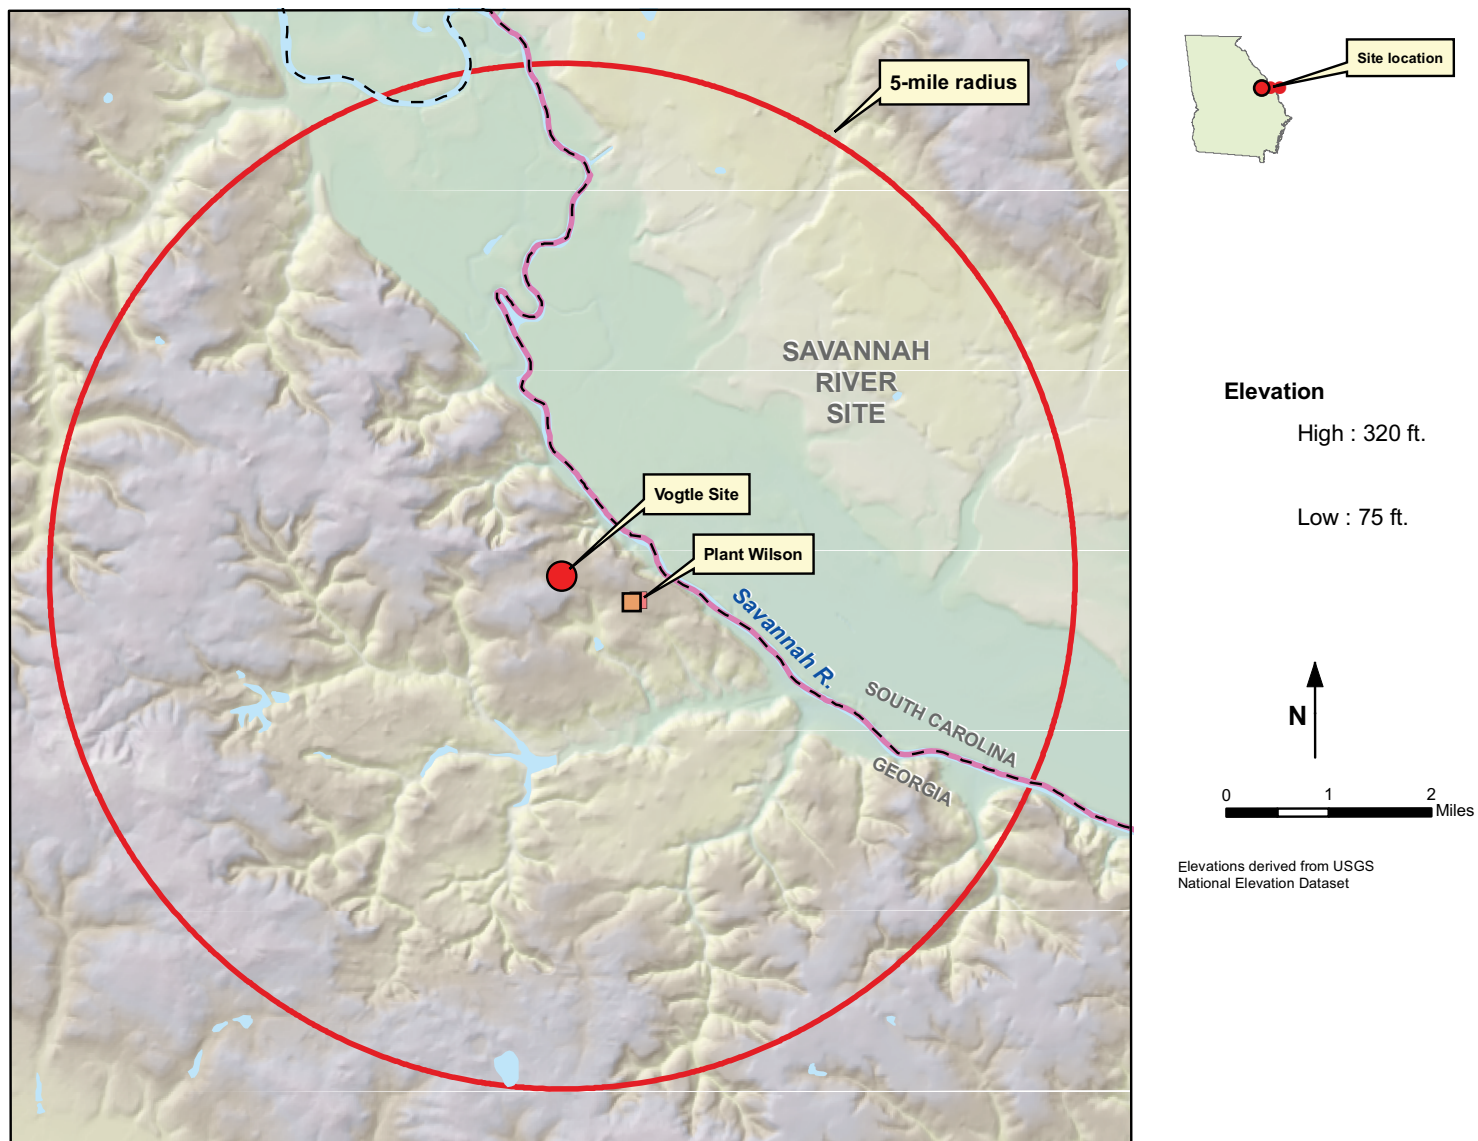 5-mile radius
Site location
SAVANNAH
RIVER
SITE
Elevation
High : 320 ft.
Low : 75 ft.
Vogtle Site
Plant Wilson
Savannah R.
SOUTH CAROLINA
GEORGIA
N
0 1 2
Miles
Elevations derived from USGS
National Elevation Dataset